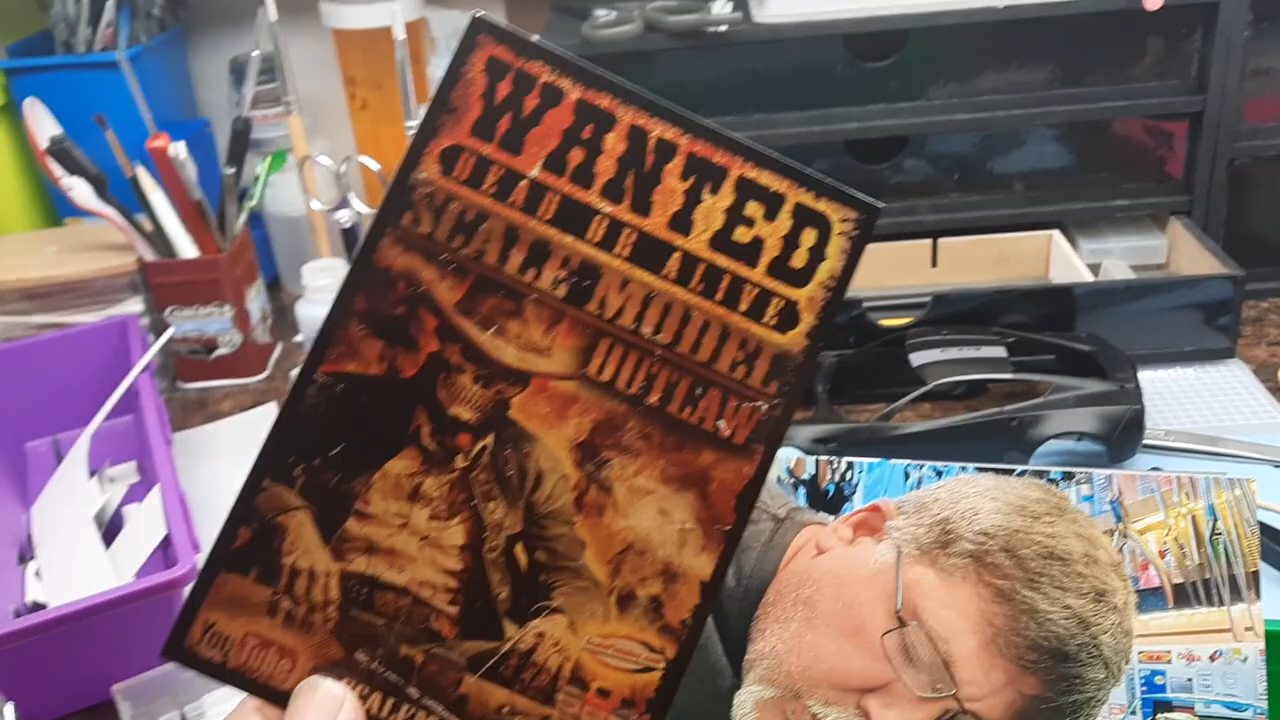 WANTED
DEAD OR ALIVE
SCALE MODEL
OUTLAW
YouTube